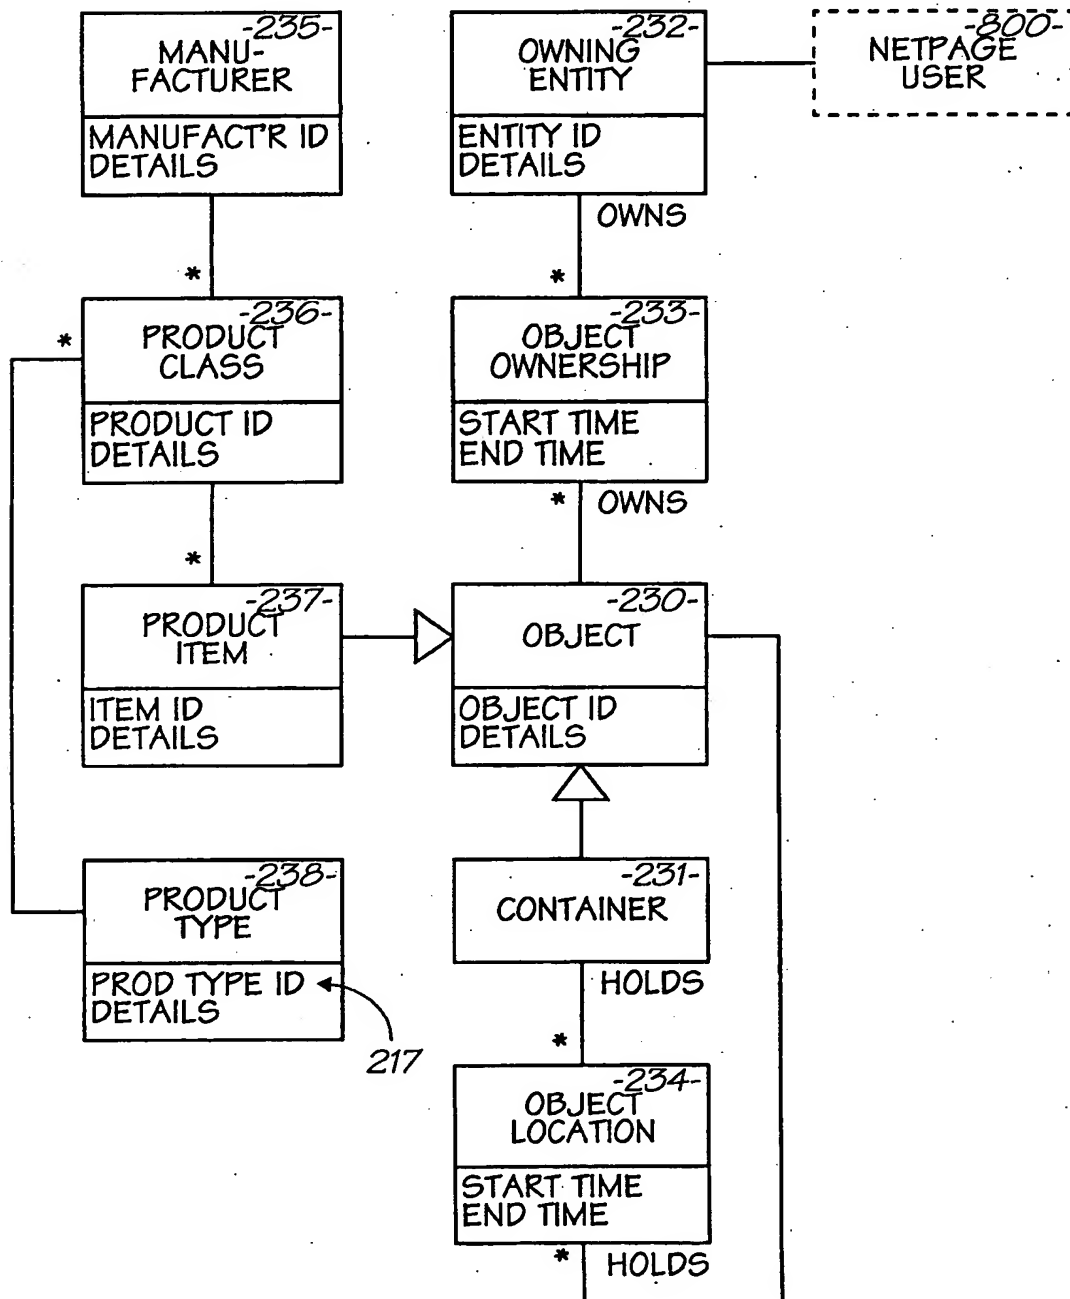 -235-
MANU-
FACTURER
MANUFACT'R ID
DETAILS
*
-232-
OWNING
ENTITY
ENTITY ID
DETAILS
OWNS
*
-800-
NETPAGE
USER
*
-236-
PRODUCT
CLASS
PRODUCT ID
DETAILS
*
-233-
OBJECT
OWNERSHIP
START TIME
END TIME
* OWNS
-237-
PRODUCT
ITEM
ITEM ID
DETAILS
-230-
OBJECT
OBJECT ID
DETAILS
-238-
PRODUCT
TYPE
PROD TYPE ID
DETAILS
217
-231-
CONTAINER
HOLDS
*
-234-
OBJECT
LOCATION
START TIME
END TIME
* HOLDS